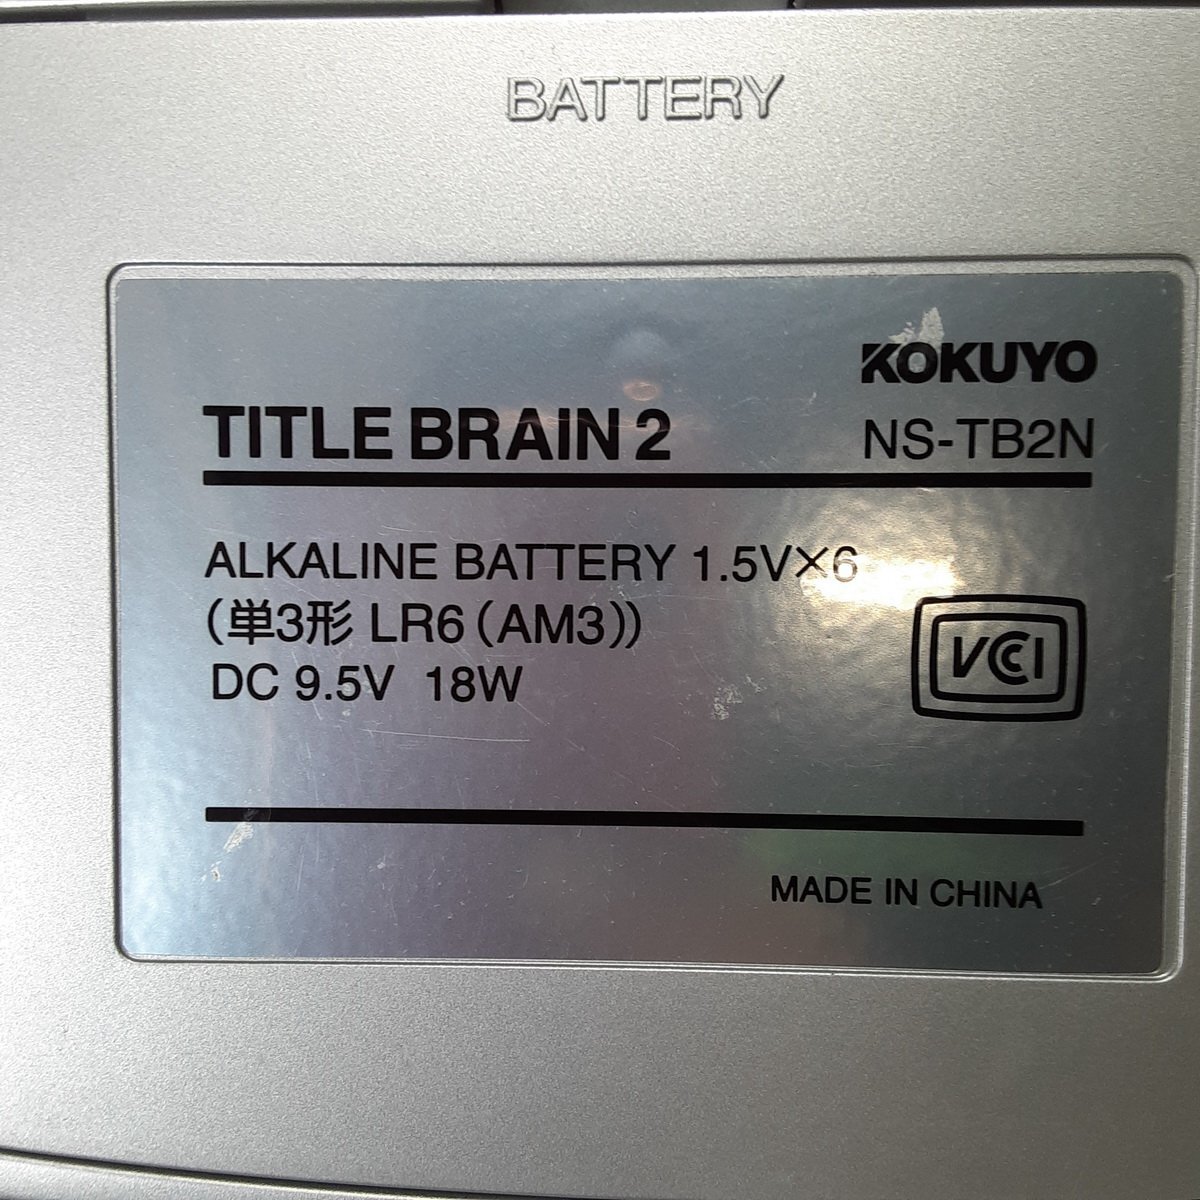 BATTERY
KOKUYO
TITLE BRAIN 2 NS-TB2N
ALKALINE BATTERY 1.5V×6
(単3形 LR6 (AM3))
DC 9.5V 18W
VCCI
MADE IN CHINA